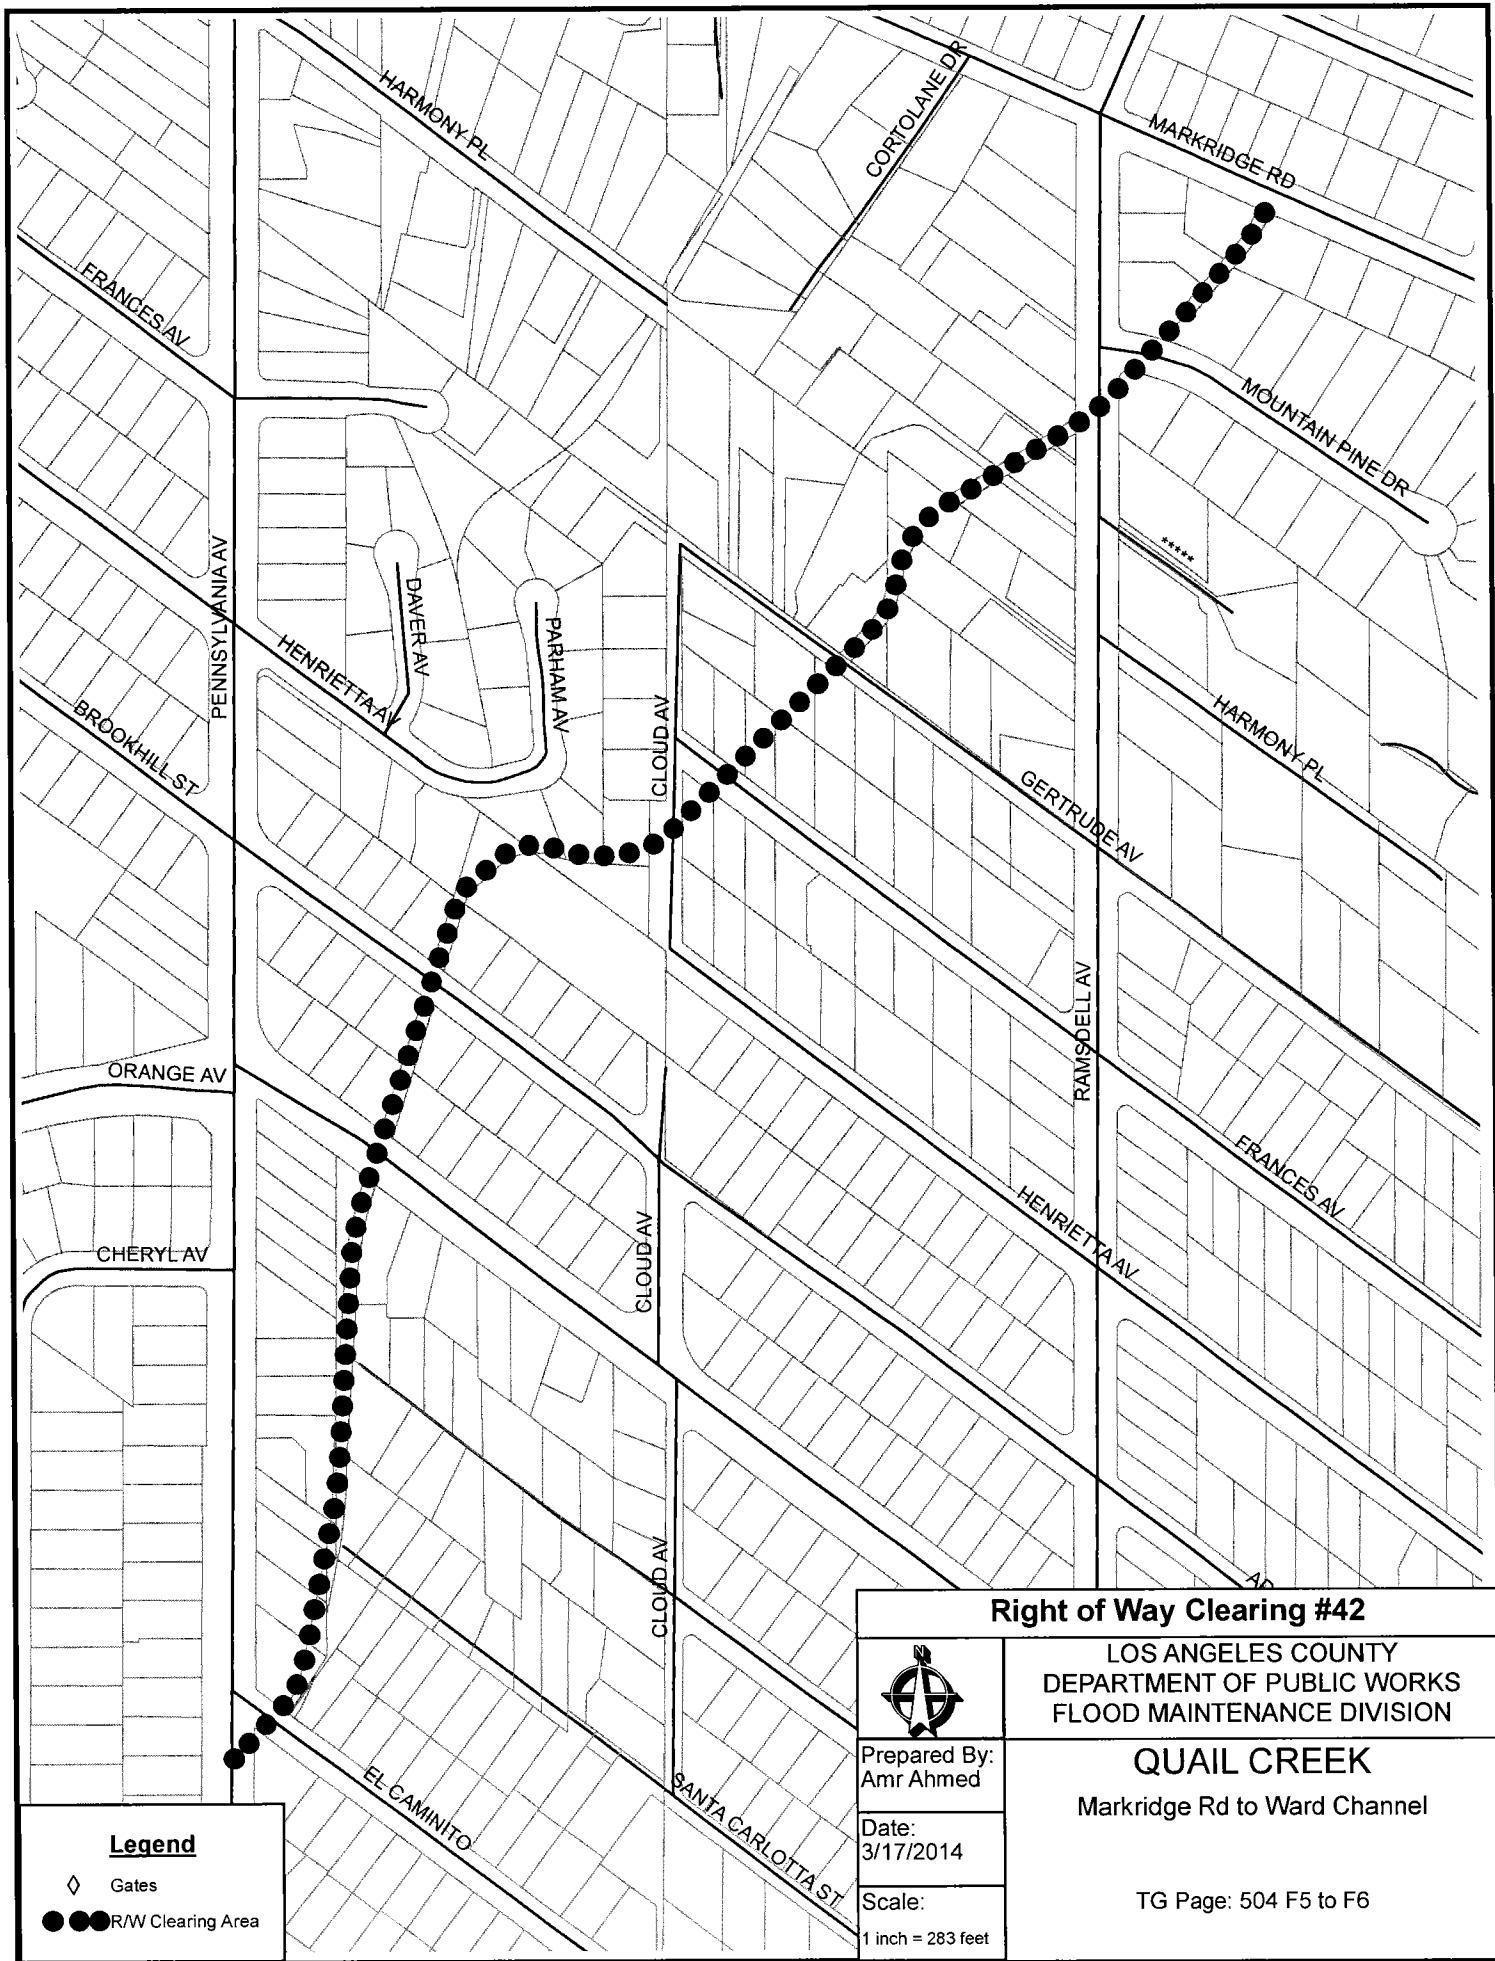 HARMONY PL
CORTOLANE DR
MARKRIDGE RD
FRANCES AV
MOUNTAIN PINE DR
*****
PENNSYLVANIA AV
DAVER AV
PARHAM AV
HENRIETTA AV
CLOUD AV
BROOKHILL ST
HARMONY PL
GERTRUDE AV
RAMSDELL AV
ORANGE AV
FRANCES AV
HENRIETTA AV
CHERYL AV
CLOUD AV
CLOUD AV
EL CAMINITO
SANTA CARLOTTA ST
Right of Way Clearing #42
N
LOS ANGELES COUNTY
DEPARTMENT OF PUBLIC WORKS
FLOOD MAINTENANCE DIVISION
Prepared By:
Amr Ahmed
QUAIL CREEK
Markridge Rd to Ward Channel
Date:
3/17/2014
TG Page: 504 F5 to F6
Scale:
1 inch = 283 feet
Legend
Gates
R/W Clearing Area